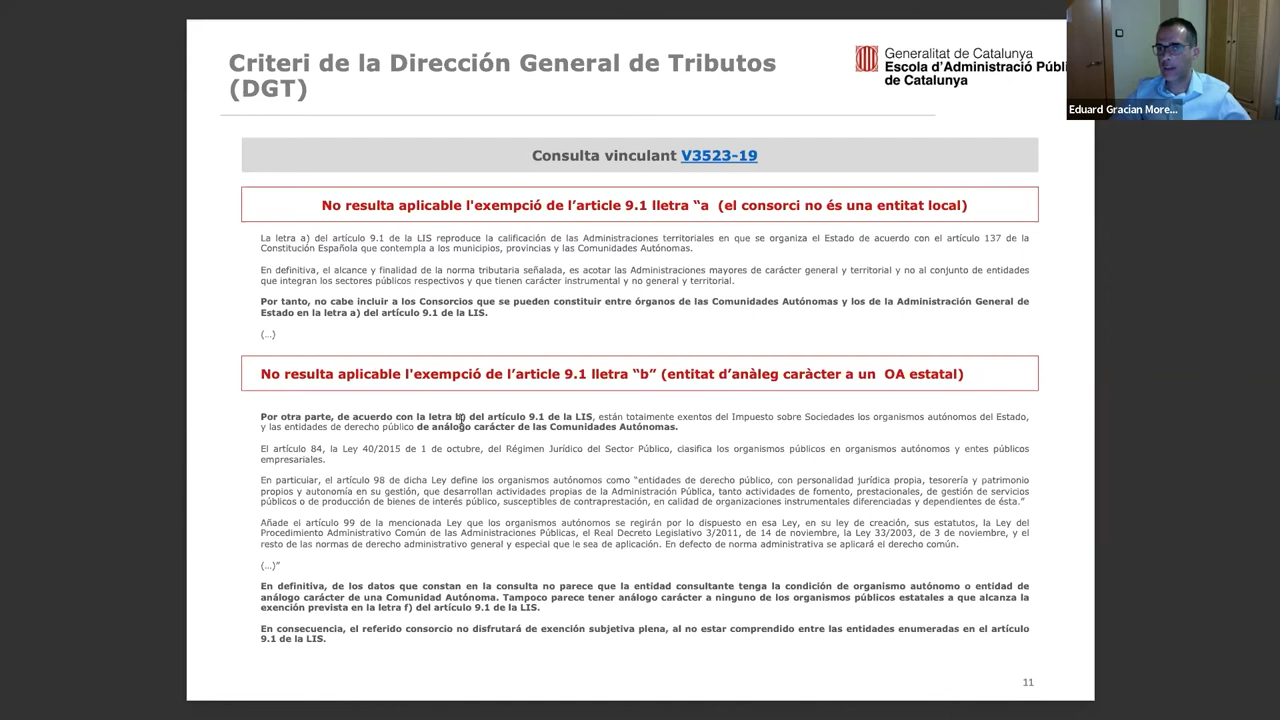 Criteri de la Dirección General de Tributos
(DGT)
Generalitat de Catalunya
Escola d'Administració Públi
de Catalunya
Eduard Gracian More...
Consulta vinculant V3523-19
No resulta aplicable l'exempció de l'article 9.1 lletra "a  (el consorci no és una entitat local)
La letra a) del artículo 9.1 de la LIS reproduce la calificación de las Administraciones territoriales en que se organiza el Estado de acuerdo con el artículo 137 de la
Constitución Española que contempla a los municipios, provincias y las Comunidades Autónomas.
En definitiva, el alcance y finalidad de la norma tributaria señalada, es acotar las Administraciones mayores de carácter general y territorial y no al conjunto de entidades
que integran los sectores públicos respectivos y que tienen carácter instrumental y no general y territorial.
Por tanto, no cabe incluir a los Consorcios que se pueden constituir entre órganos de las Comunidades Autónomas y los de la Administración General de
Estado en la letra a) del artículo 9.1 de la LIS.
(…)
No resulta aplicable l'exempció de l'article 9.1 lletra "b" (entitat d'anàleg caràcter a un  OA estatal)
Por otra parte, de acuerdo con la letra b) del artículo 9.1 de la LIS, están totalmente exentos del Impuesto sobre Sociedades los organismos autónomos del Estado,
y las entidades de derecho público de análogo carácter de las Comunidades Autónomas.
El artículo 84, la Ley 40/2015 de 1 de octubre, del Régimen Jurídico del Sector Público, clasifica los organismos públicos en organismos autónomos y entes públicos
empresariales.
En particular, el artículo 98 de dicha Ley define los organismos autónomos como "entidades de derecho público, con personalidad jurídica propia, tesorería y patrimonio
propios y autonomía en su gestión, que desarrollan actividades propias de la Administración Pública, tanto actividades de fomento, prestacionales, de gestión de servicios
públicos o de producción de bienes de interés público, susceptibles de contraprestación, en calidad de organizaciones instrumentales diferenciadas y dependientes de ésta."
Añade el artículo 99 de la mencionada Ley que los organismos autónomos se regirán por lo dispuesto en esa Ley, en su ley de creación, sus estatutos, la Ley del
Procedimiento Administrativo Común de las Administraciones Públicas, el Real Decreto Legislativo 3/2011, de 14 de noviembre, la Ley 33/2003, de 3 de noviembre, y el
resto de las normas de derecho administrativo general y especial que le sea de aplicación. En defecto de norma administrativa se aplicará el derecho común.
(…)"
En definitiva, de los datos que constan en la consulta no parece que la entidad consultante tenga la condición de organismo autónomo o entidad de
análogo carácter de una Comunidad Autónoma. Tampoco parece tener análogo carácter a ninguno de los organismos públicos estatales a que alcanza la
exención prevista en la letra f) del artículo 9.1 de la LIS.
En consecuencia, el referido consorcio no disfrutará de exención subjetiva plena, al no estar comprendido entre las entidades enumeradas en el artículo
9.1 de la LIS.
11